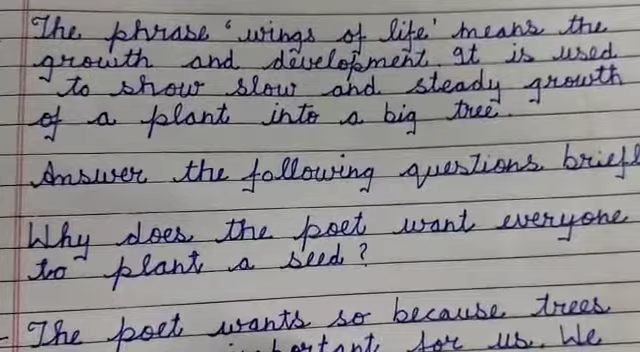 The phrase 'wings of life' means the
growth and development. It is used
to show slow and steady growth
of a plant into a big tree.
Answer the following questions
Why does the poet want everyone
to plant a seed?
- The poet wants so because trees
for us. We